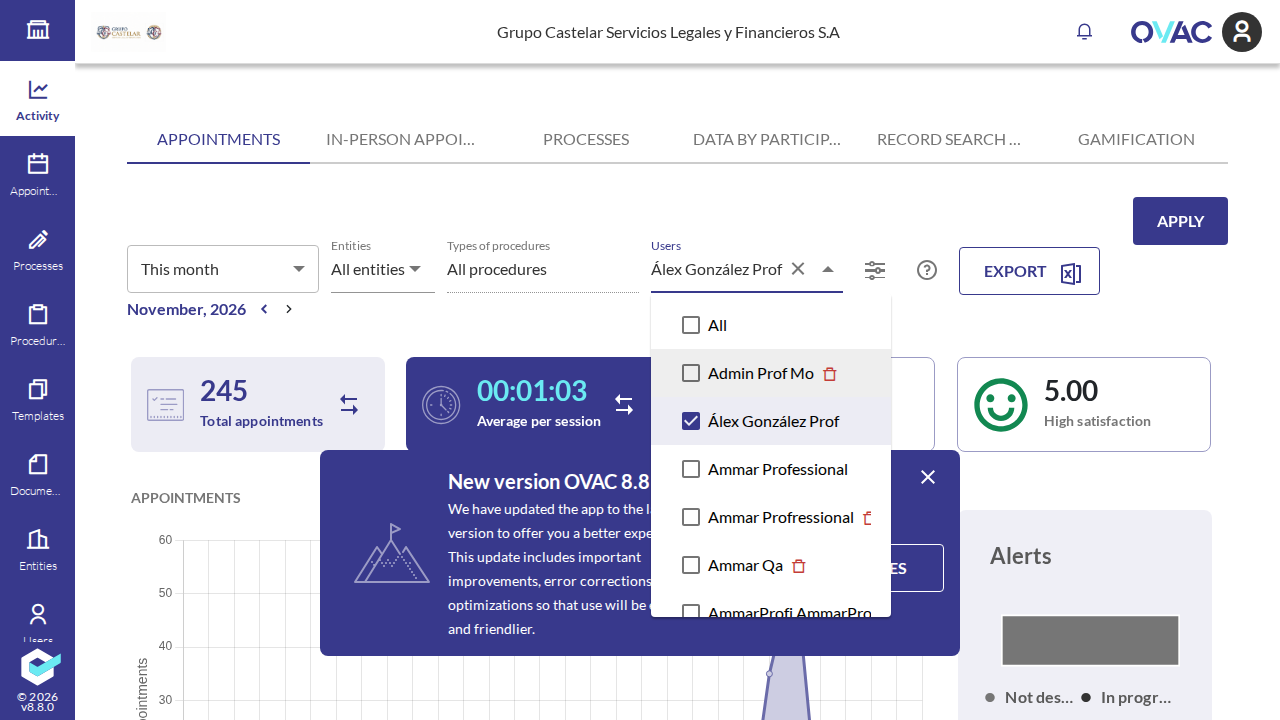 GRUPO
CASTELAR
Grupo Castelar Servicios Legales y Financieros S.A
OVAC
Activity
Appoint...
Processes
Procedur...
Templates
Docume...
Entities
Users
© 2026
v8.8.0
APPOINTMENTS
IN-PERSON APPOI...
PROCESSES
DATA BY PARTICIP...
RECORD SEARCH ...
GAMIFICATION
APPLY
This month
Entities
All entities
Types of procedures
All procedures
Users
Álex González Prof
EXPORT
November, 2026
All
Admin Prof Mo
Álex González Prof
Ammar Professional
Ammar Profressional
Ammar Qa
AmmarProfi AmmarPro
245
Total appointments
00:01:03
Average per session
5.00
High satisfaction
APPOINTMENTS
60
50
40
30
New version OVAC 8.8
We have updated the app to the
version to offer you a better
This update includes important
improvements, error corrections
optimizations so that use will be
and friendlier.
Alerts
Not des...
In progr...